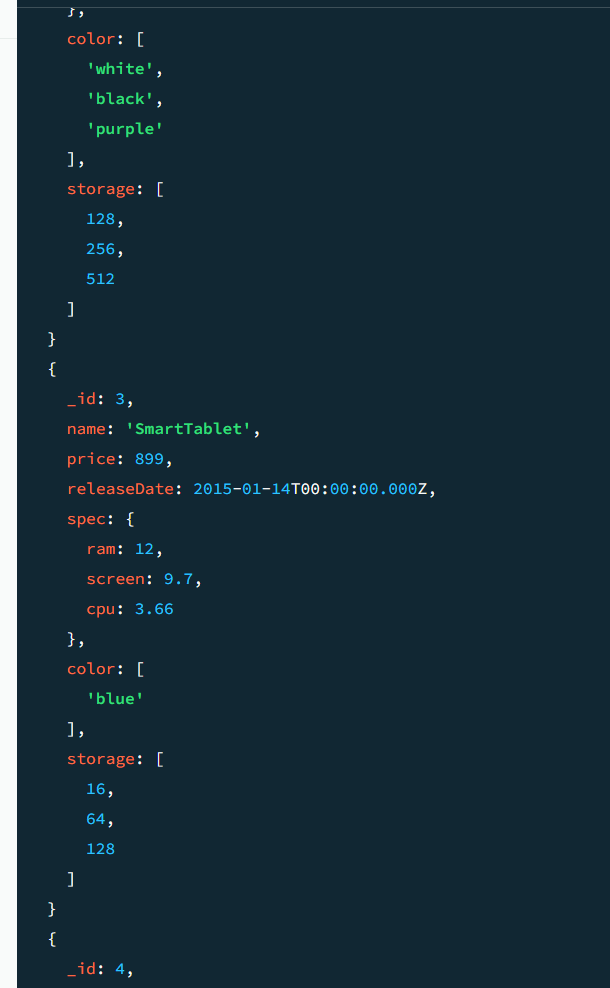 },
color: [
'white',
'black',
'purple'
],
storage: [
128,
256,
512
]
}
{
_id: 3,
name: 'SmartTablet',
price: 899,
releaseDate: 2015-01-14T00:00:00.000Z,
spec: {
ram: 12,
screen: 9.7,
cpu: 3.66
},
color: [
'blue'
],
storage: [
16,
64,
128
]
}
{
_id: 4,